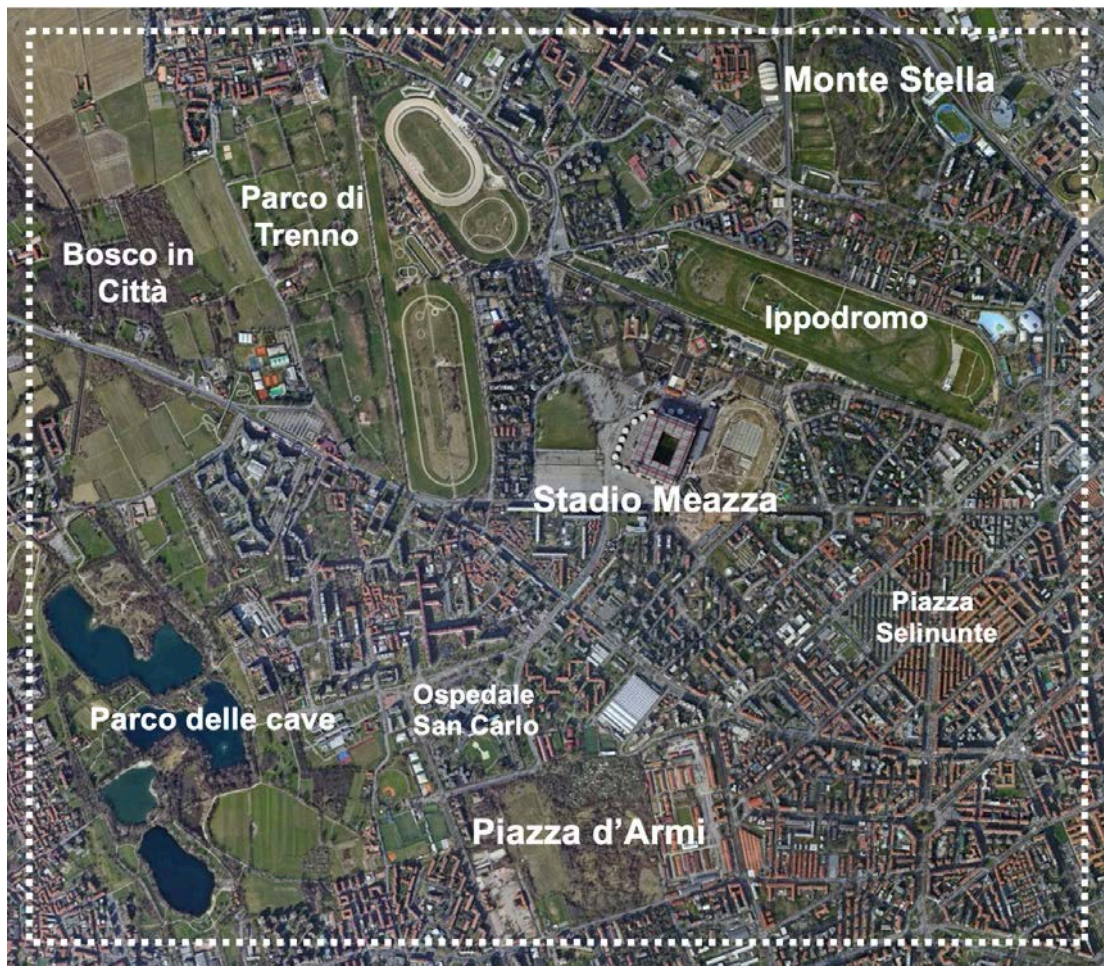 Monte Stella
Parco di
Trenno
Bosco in
Città
Ippodromo
Stadio Meazza
Piazza
Selinunte
Ospedale
San Carlo
Parco delle cave
Piazza d’Armi